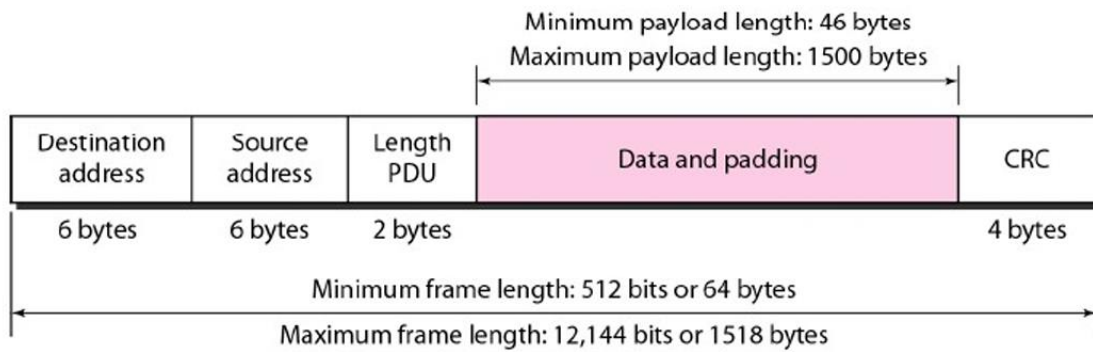 Minimum payload length: 46 bytes
Maximum payload length: 1500 bytes
Destination
address
Source
address
Length
PDU
Data and padding
CRC
6 bytes
6 bytes
2 bytes
4 bytes
Minimum frame length: 512 bits or 64 bytes
Maximum frame length: 12,144 bits or 1518 bytes